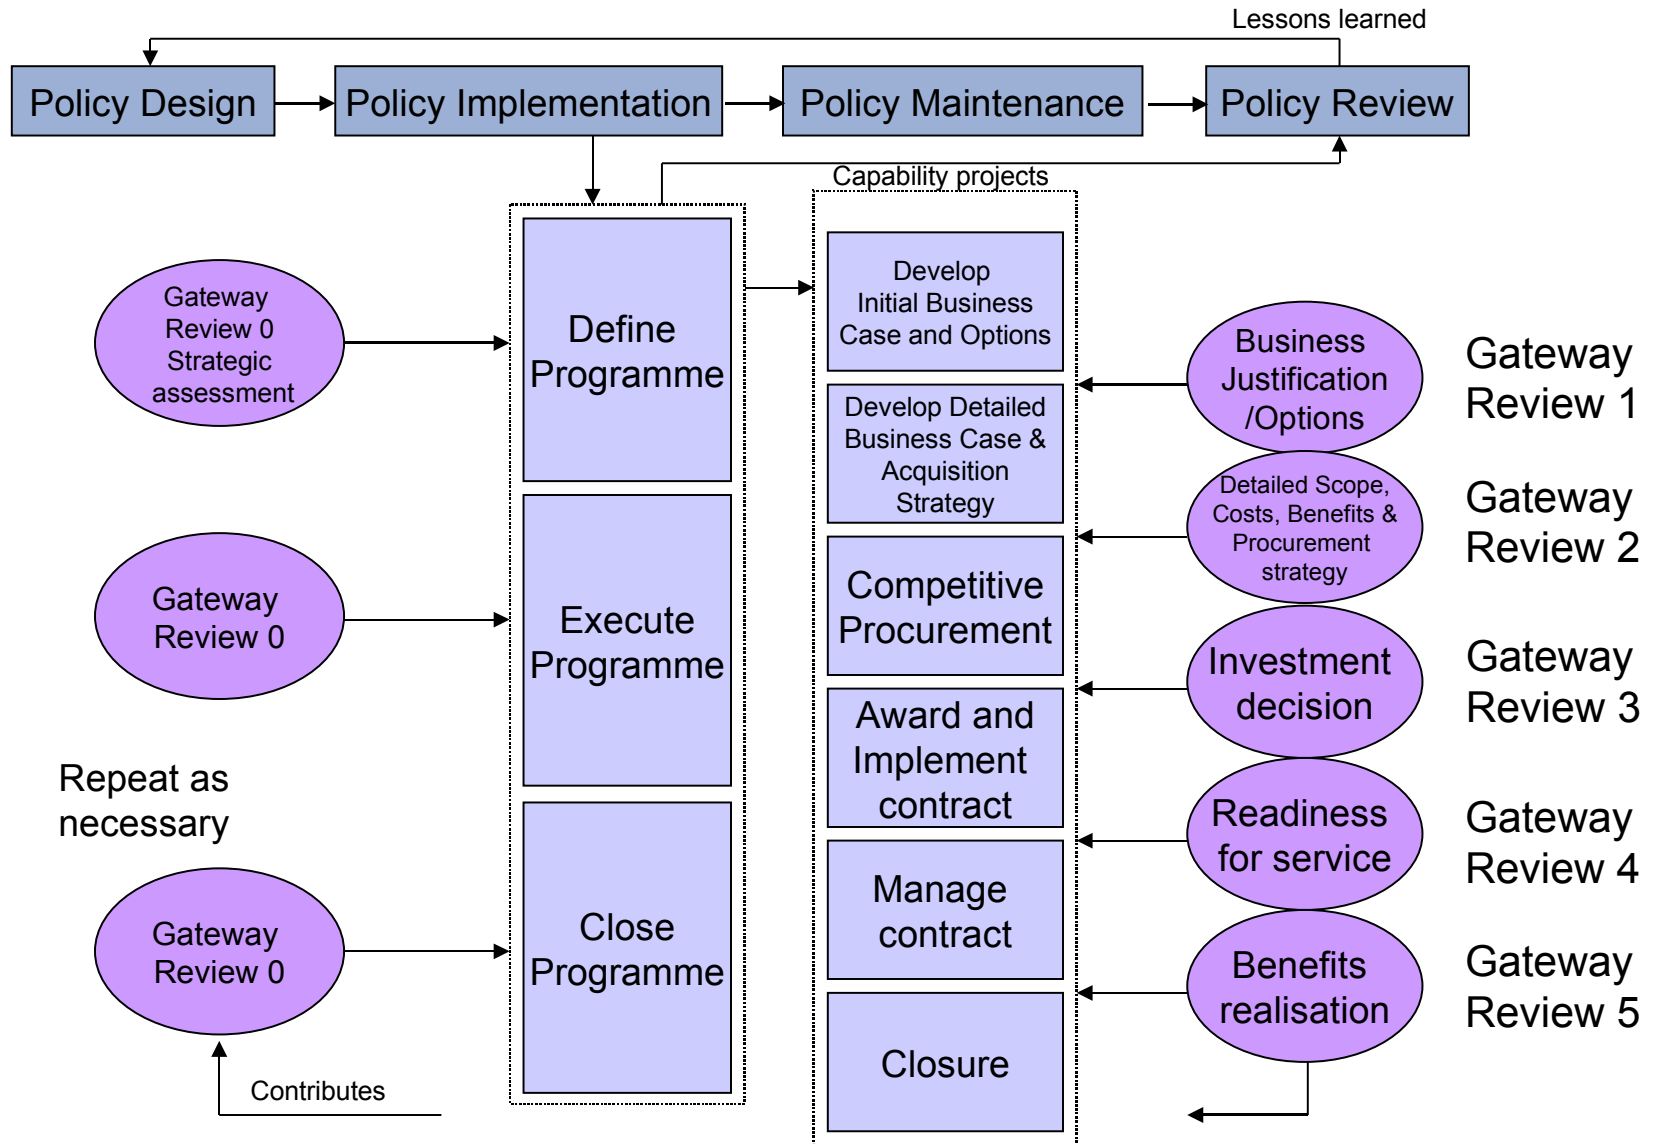 Lessons learned
Policy Design
Policy Implementation
Policy Maintenance
Policy Review
Capability projects
Gateway
Review 0
Strategic
assessment
Define
Programme
Develop
Initial Business
Case and Options
Business
Justification
/Options
Gateway
Review 1
Develop Detailed
Business Case &
Acquisition
Strategy
Detailed Scope,
Costs, Benefits &
Procurement
strategy
Gateway
Review 2
Gateway
Review 0
Execute
Programme
Competitive
Procurement
Investment
decision
Gateway
Review 3
Repeat as
necessary
Award and
Implement
contract
Readiness
for service
Gateway
Review 4
Gateway
Review 0
Close
Programme
Manage
contract
Benefits
realisation
Gateway
Review 5
Closure
Contributes